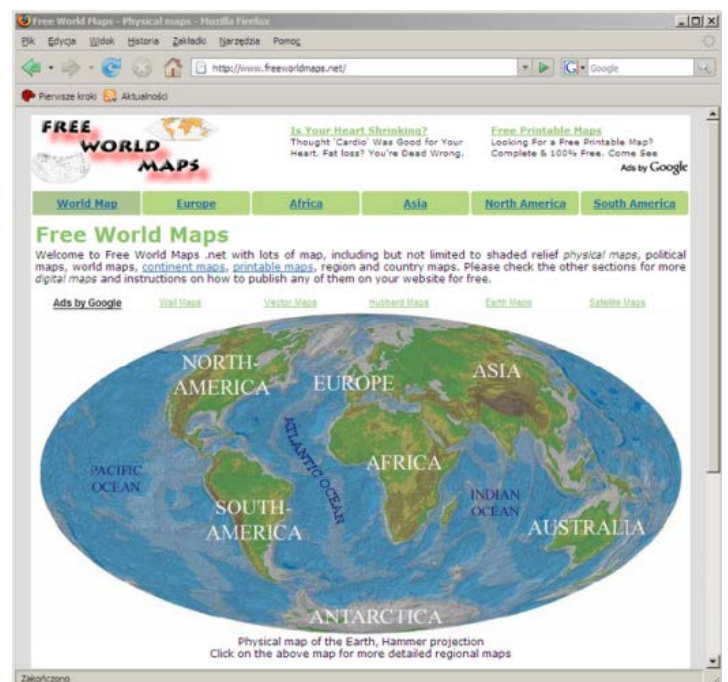 Free World Maps - Physical maps - Mozilla Firefox
Plik Edycja Widok Historia Zakładki Narzędzia Pomoc
http://www.freeworldmaps.net/
Google
Pierwsze kroki Aktualności
FREE
WORLD
MAPS
Is Your Heart Shrinking?
Thought 'Cardio' Was Good for Your
Heart. Fat loss? You're Dead Wrong.
Free Printable Maps
Looking For a Free Printable Map?
Complete & 100% Free. Come See
Ads by Google
World Map Europe Africa Asia North America South America
Free World Maps
Welcome to Free World Maps .net with lots of map, including but not limited to shaded relief physical maps, political
maps, world maps, continent maps, printable maps, region and country maps. Please check the other sections for more
digital maps and instructions on how to publish any of them on your website for free.
Ads by Google Wall Maps Vector Maps Hubbard Maps Earth Maps Satellite Maps
NORTH-
AMERICA
EUROPE
ASIA
ATLANTIC OCEAN
AFRICA
PACIFIC
OCEAN
INDIAN
OCEAN
SOUTH-
AMERICA
AUSTRALIA
ANTARCTICA
Physical map of the Earth, Hammer projection
Click on the above map for more detailed regional maps
Zakończono